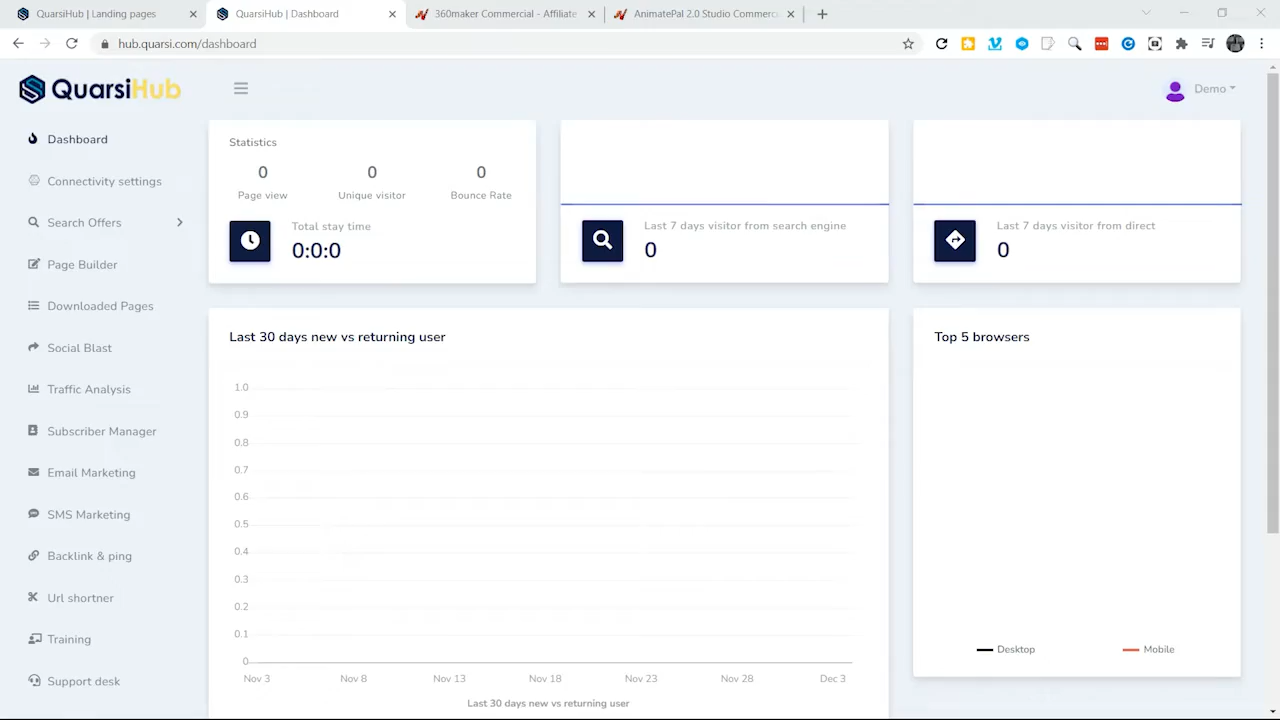 QuarsiHub | Landing pages
QuarsiHub | Dashboard
360maker Commercial - Affiliate
AnimatePal 2.0 Studio Commerc
hub.quarsi.com/dashboard
QuarsiHub
Demo
Dashboard
Connectivity settings
Search Offers
Page Builder
Downloaded Pages
Social Blast
Traffic Analysis
Subscriber Manager
Email Marketing
SMS Marketing
Backlink & ping
Url shortner
Training
Support desk
Statistics
0 0 0
Page view Unique visitor Bounce Rate
Total stay time
0:0:0
Last 7 days visitor from search engine
0
Last 7 days visitor from direct
0
Last 30 days new vs returning user
1.0
0.9
0.8
0.7
0.6
0.5
0.4
0.3
0.2
0.1
0
Nov 3 Nov 8 Nov 13 Nov 18 Nov 23 Nov 28 Dec 3
Last 30 days new vs returning user
Top 5 browsers
Desktop Mobile